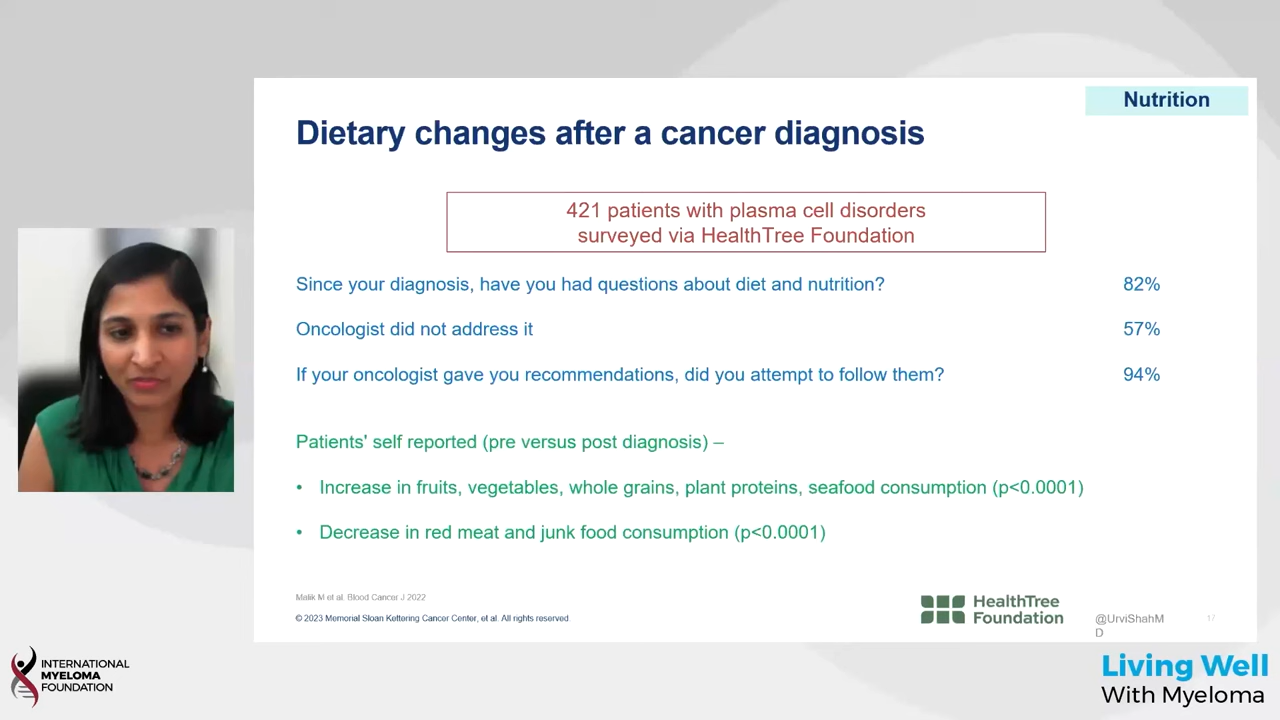 Nutrition
Dietary changes after a cancer diagnosis
421 patients with plasma cell disorders
surveyed via HealthTree Foundation
Since your diagnosis, have you had questions about diet and nutrition? 82%
Oncologist did not address it 57%
If your oncologist gave you recommendations, did you attempt to follow them? 94%
Patients' self reported (pre versus post diagnosis) –
• Increase in fruits, vegetables, whole grains, plant proteins, seafood consumption (p<0.0001)
• Decrease in red meat and junk food consumption (p<0.0001)
Malik M et al. Blood Cancer J 2022
© 2023 Memorial Sloan Kettering Cancer Center, et al. All rights reserved.
HealthTree
Foundation
@UrviShahM
D
17
INTERNATIONAL
MYELOMA
FOUNDATION
Living Well
With Myeloma